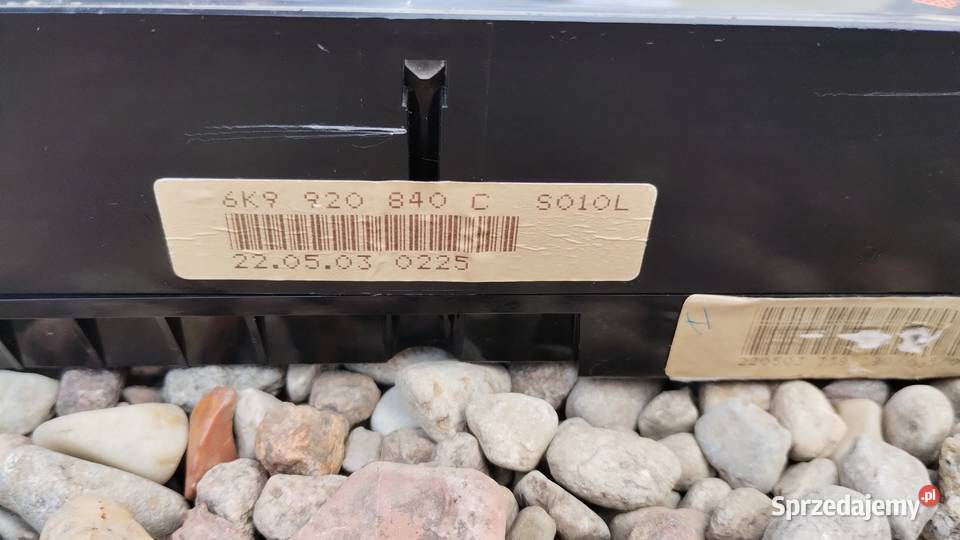 6K9 920 840 C S010L
22.05.03 0225
Sprzedajemy.pl